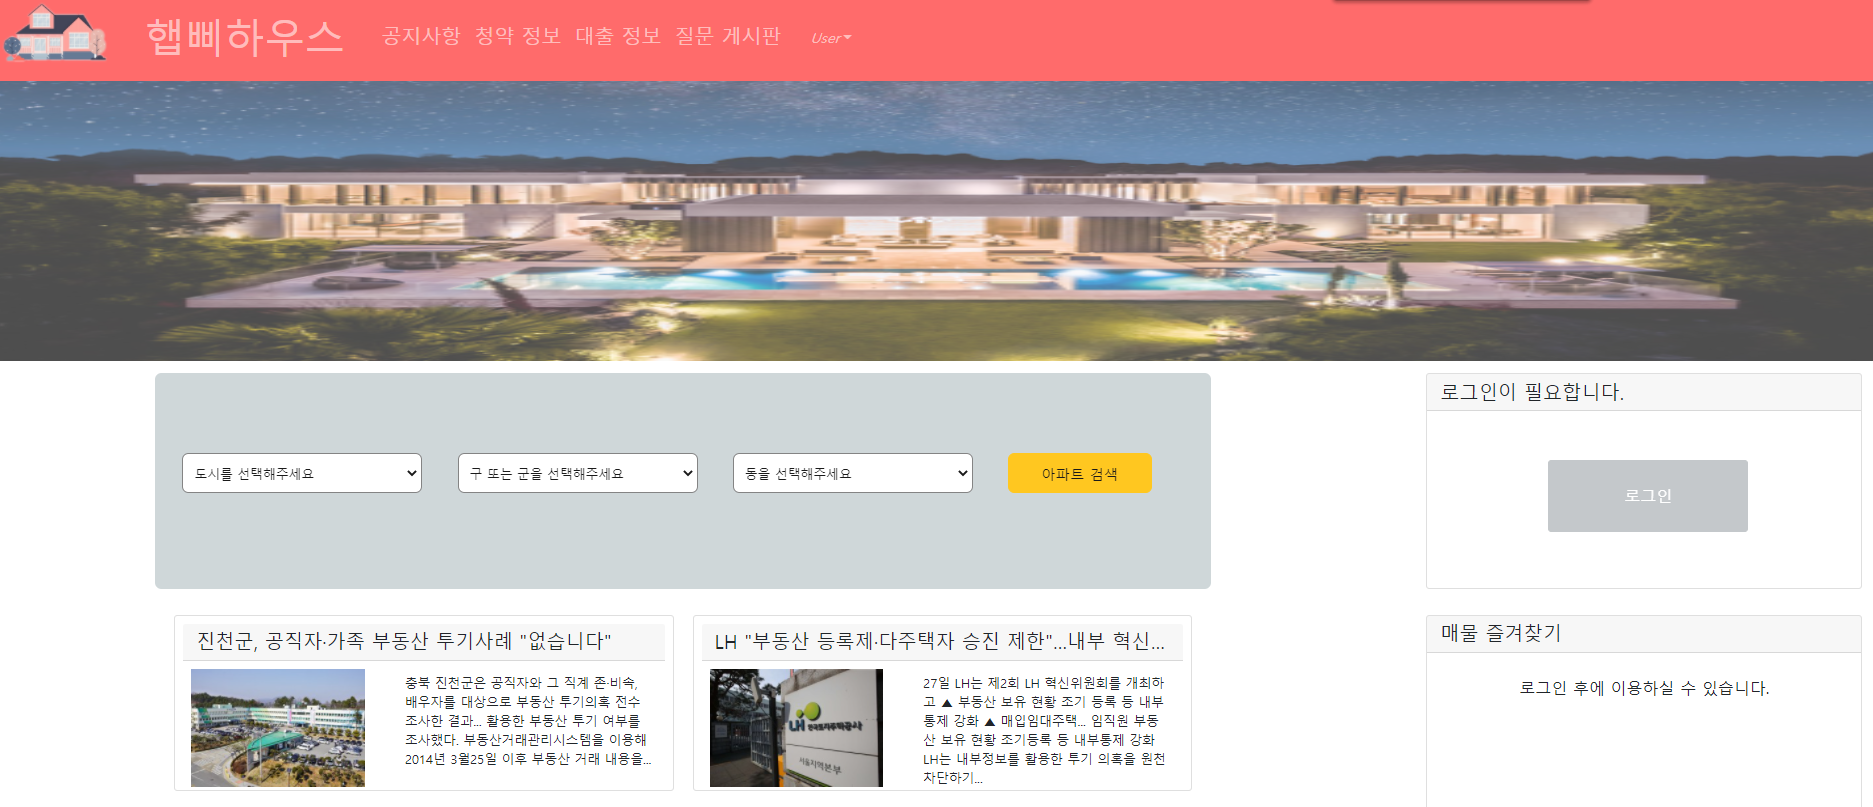 햅삐하우스
공지사항 청약 정보 대출 정보 질문 게시판 User
도시를 선택해주세요
구 또는 군을 선택해주세요
동을 선택해주세요
아파트 검색
로그인이 필요합니다.
로그인
진천군, 공직자·가족 부동산 투기사례 "없습니다"
충북 진천군은 공직자와 그 직계 존·비속,
배우자를 대상으로 부동산 투기의혹 전수
조사한 결과... 활용한 부동산 투기 여부를
조사했다. 부동산거래관리시스템을 이용해
2014년 3월25일 이후 부동산 거래 내용을...
LH "부동산 등록제·다주택자 승진 제한"...내부 혁신...
LH 한국토지주택공사
서울지역본부
27일 LH는 제2회 LH 혁신위원회를 개최하
고 ▲ 부동산 보유 현황 조기 등록 등 내부
통제 강화 ▲ 매입임대주택... 임직원 부동
산 보유 현황 조기등록 등 내부통제 강화
LH는 내부정보를 활용한 투기 의혹을 원천
차단하기...
매물 즐겨찾기
로그인 후에 이용하실 수 있습니다.